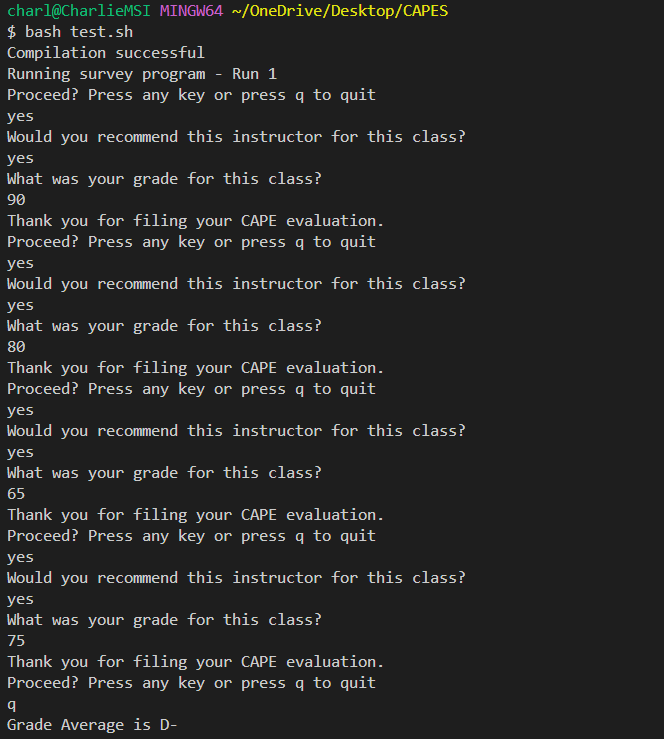 charl@CharlieMSI MINGW64 ~/OneDrive/Desktop/CAPES
$ bash test.sh
Compilation successful
Running survey program - Run 1
Proceed? Press any key or press q to quit
yes
Would you recommend this instructor for this class?
yes
What was your grade for this class?
90
Thank you for filing your CAPE evaluation.
Proceed? Press any key or press q to quit
yes
Would you recommend this instructor for this class?
yes
What was your grade for this class?
80
Thank you for filing your CAPE evaluation.
Proceed? Press any key or press q to quit
yes
Would you recommend this instructor for this class?
yes
What was your grade for this class?
65
Thank you for filing your CAPE evaluation.
Proceed? Press any key or press q to quit
yes
Would you recommend this instructor for this class?
yes
What was your grade for this class?
75
Thank you for filing your CAPE evaluation.
Proceed? Press any key or press q to quit
q
Grade Average is D-